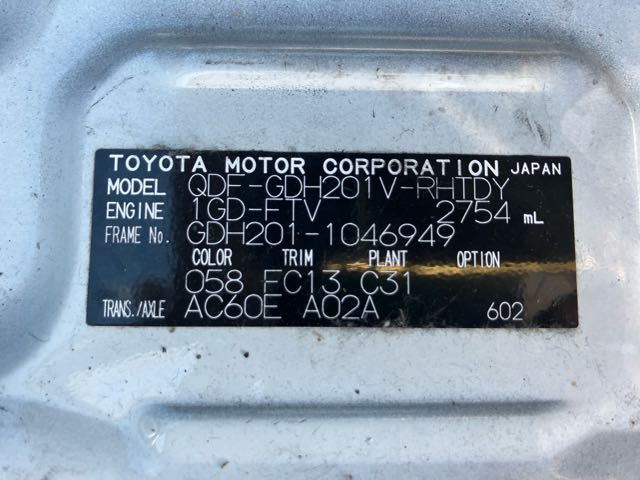 TOYOTA MOTOR CORPORATION JAPAN
MODEL QDF-GDH201V-RHTDY
ENGINE 1GD-FTV 2754 mL
FRAME No. GDH201-1046949
COLOR TRIM PLANT OPTION
058 FC13 C31
TRANS./AXLE AC60E A02A 602